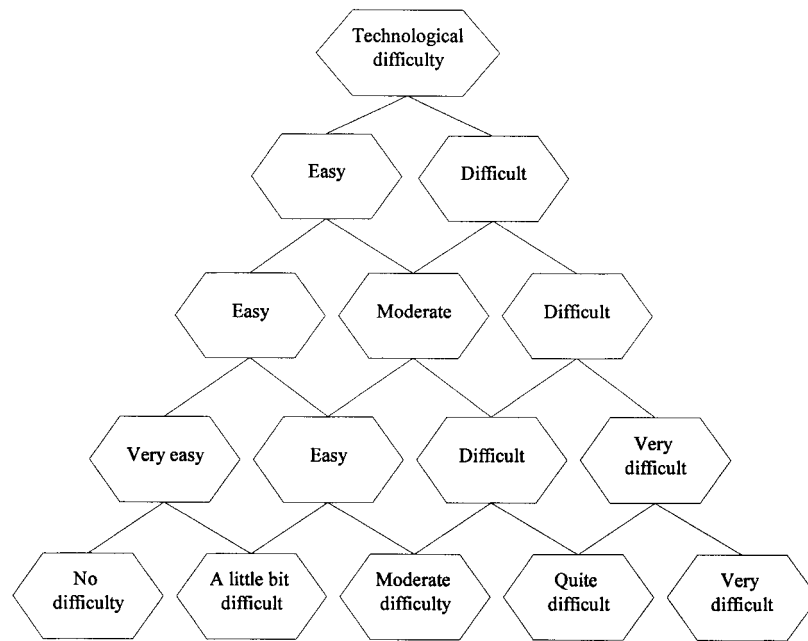 Technological
difficulty
Easy
Difficult
Easy
Moderate
Difficult
Very easy
Easy
Difficult
Very
difficult
No
difficulty
A little bit
difficult
Moderate
difficulty
Quite
difficult
Very
difficult